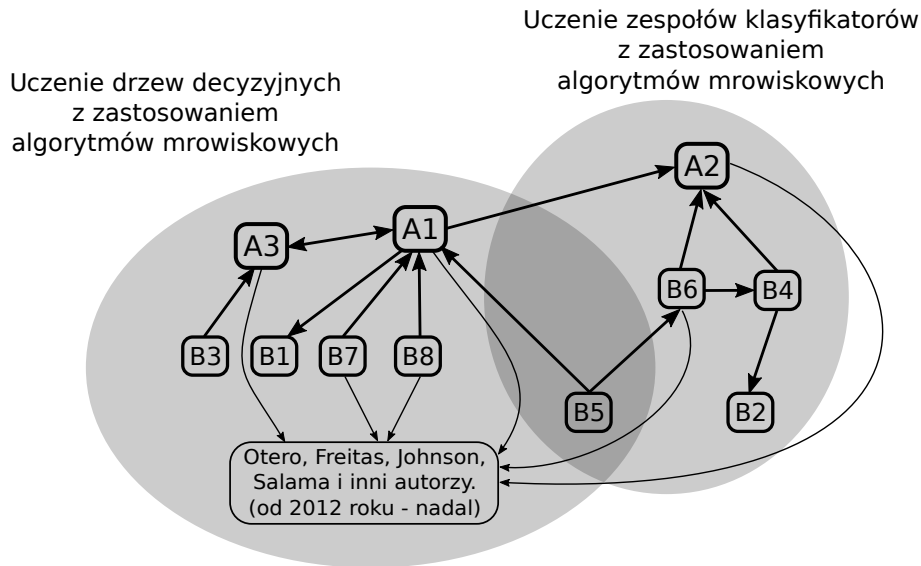 Uczenie zespołów klasyfikatorów
z zastosowaniem
algorytmów mrowiskowych
Uczenie drzew decyzyjnych
z zastosowaniem
algorytmów mrowiskowych
A2
A1
A3
B6
B4
B3
B1
B7
B8
B5
B2
Otero, Freitas, Johnson,
Salama i inni autorzy.
(od 2012 roku - nadal)